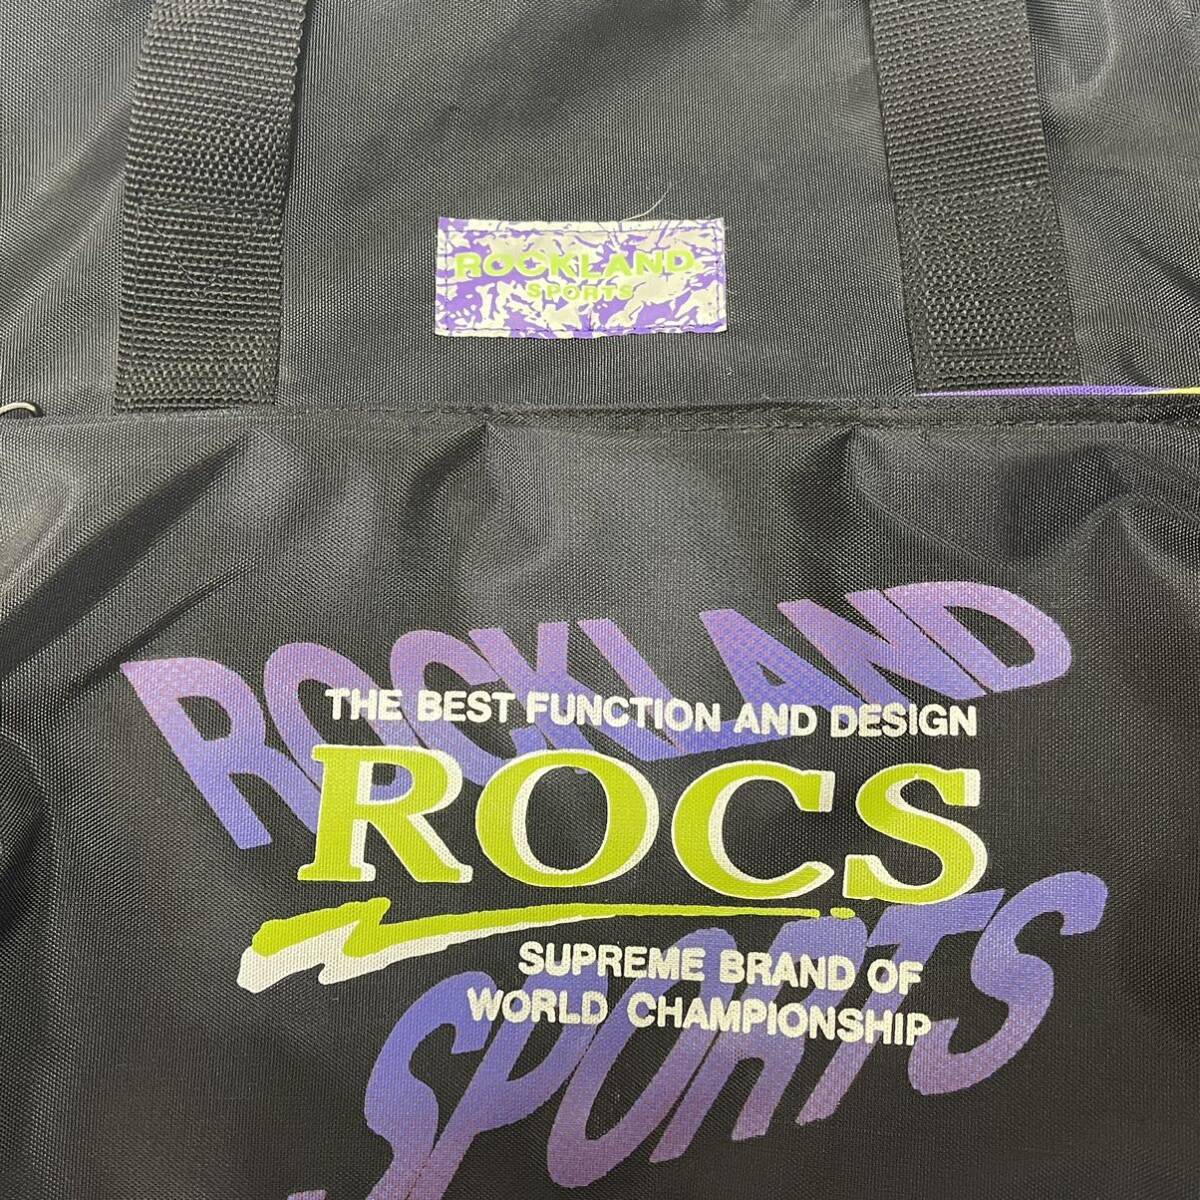 ROCKLAND
SPORTS
ROCKLAND
THE BEST FUNCTION AND DESIGN
ROCS
SUPREME BRAND OF
WORLD CHAMPIONSHIP
SPORTS